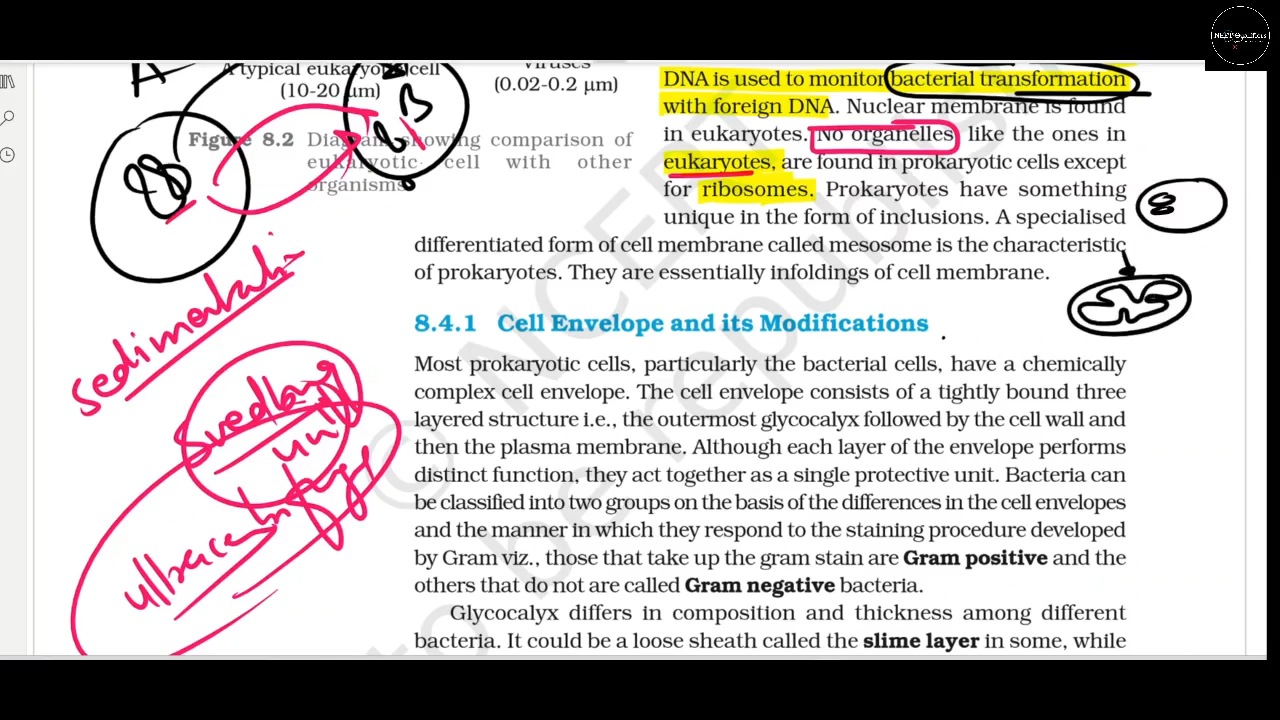 A
A typical eukaryotic cell
(10-20 μm)
Viruses
(0.02-0.2 μm)
B
Figure 8.2 Diagram showing comparison of
eukaryotic cell with other
organisms
DNA is used to monitor bacterial transformation
with foreign DNA. Nuclear membrane is found
in eukaryotes. No organelles, like the ones in
eukaryotes, are found in prokaryotic cells except
for ribosomes. Prokaryotes have something
unique in the form of inclusions. A specialised
differentiated form of cell membrane called mesosome is the characteristic
of prokaryotes. They are essentially infoldings of cell membrane.
8.4.1 Cell Envelope and its Modifications
Most prokaryotic cells, particularly the bacterial cells, have a chemically
complex cell envelope. The cell envelope consists of a tightly bound three
layered structure i.e., the outermost glycocalyx followed by the cell wall and
then the plasma membrane. Although each layer of the envelope performs
distinct function, they act together as a single protective unit. Bacteria can
be classified into two groups on the basis of the differences in the cell envelopes
and the manner in which they respond to the staining procedure developed
by Gram viz., those that take up the gram stain are Gram positive and the
others that do not are called Gram negative bacteria.
Glycocalyx differs in composition and thickness among different
bacteria. It could be a loose sheath called the slime layer in some, while
unit
© NCERT
to be republis